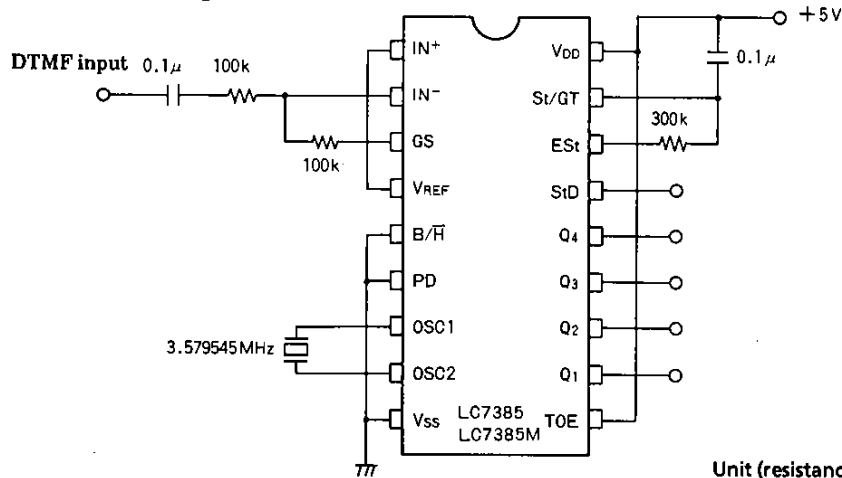 +5V
DTMF input
0.1μ
100k
100k
0.1μ
300k
3.579545MHz
IN+
IN−
GS
VREF
B/H̅
PD
OSC1
OSC2
VSS
VDD
St/GT
ESt
StD
Q4
Q3
Q2
Q1
TOE
LC7385
LC7385M
Unit (resistanc